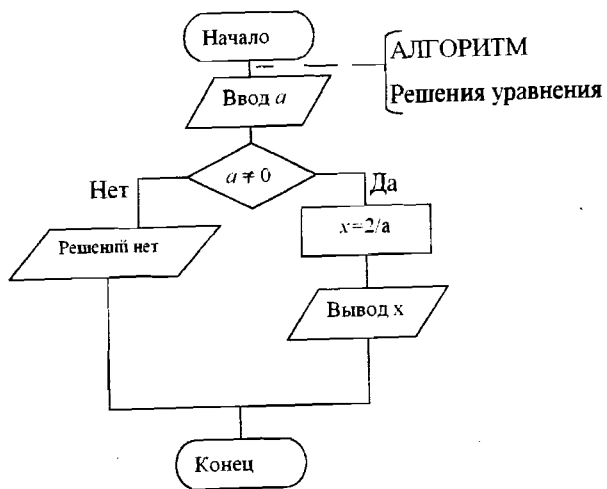 Начало
АЛГОРИТМ
Решения уравнения
Ввод a
a ≠ 0
Нет
Да
Решений нет
x=2/a
Вывод x
Конец